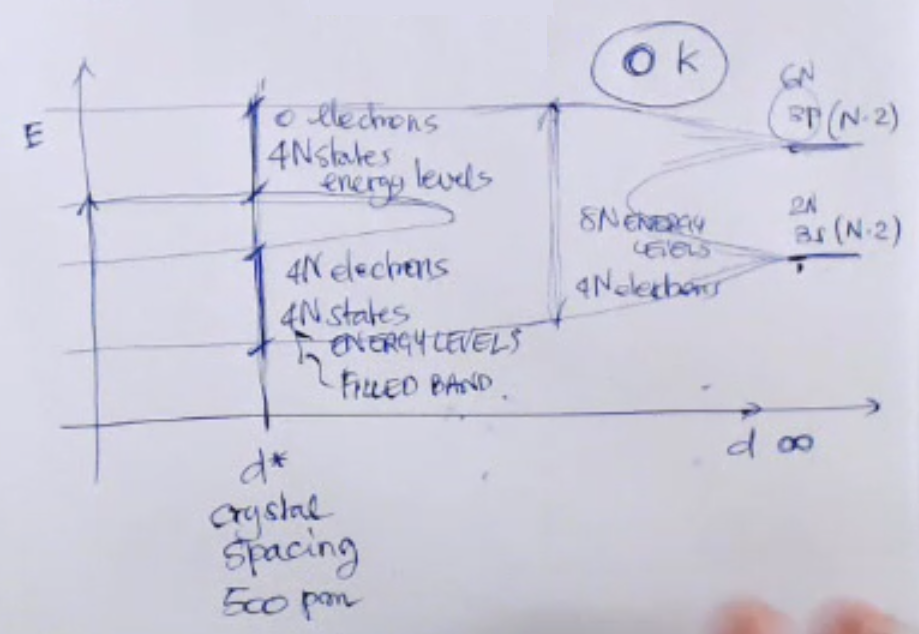 0 K
E
6N
3P (N·2)
0 electrons
4N states
energy levels
2N
3s (N·2)
8N ENERGY
LEVELS
4N electrons
4N electrons
4N states
ENERGY LEVELS
FILLED BAND.
d ∞
d*
crystal
spacing
500 pm